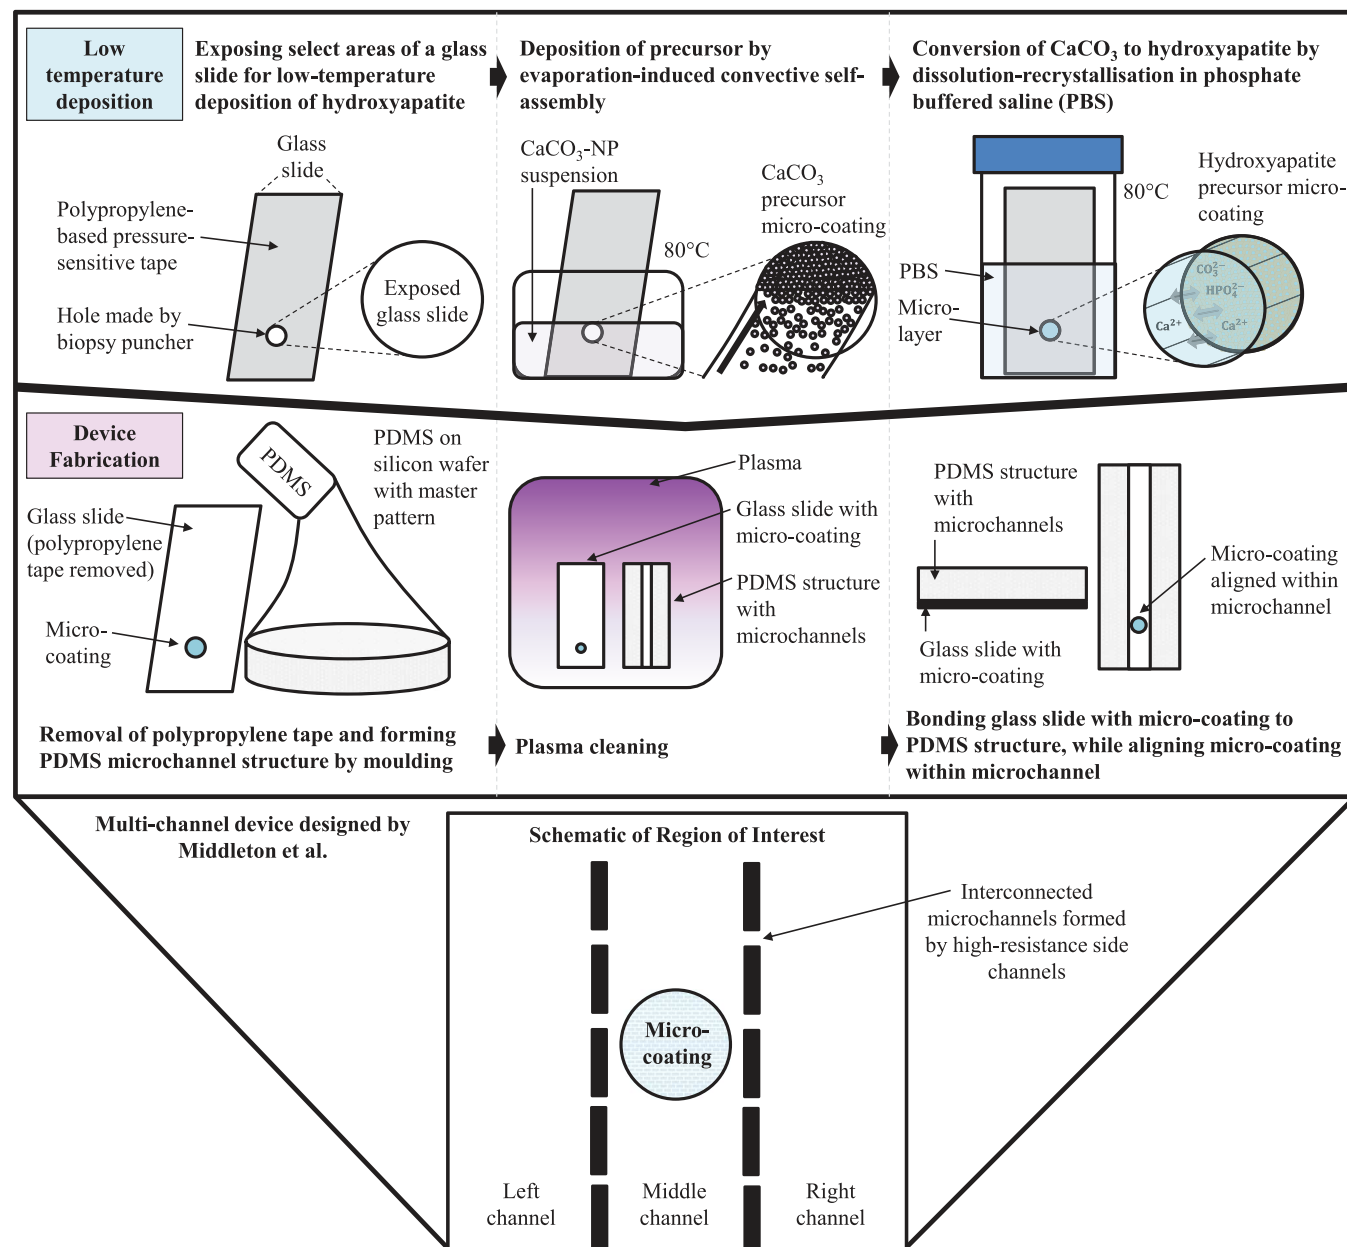 Low
temperature
deposition
Exposing select areas of a glass
slide for low-temperature
deposition of hydroxyapatite
Deposition of precursor by
evaporation-induced convective self-
assembly
Conversion of CaCO₃ to hydroxyapatite by
dissolution-recrystallisation in phosphate
buffered saline (PBS)
Glass
slide
Polypropylene-
based pressure-
sensitive tape
Hole made by
biopsy puncher
Exposed
glass slide
CaCO₃-NP
suspension
80°C
CaCO₃
precursor
micro-coating
80°C
Hydroxyapatite
precursor micro-
coating
PBS
Micro-
layer
CO₃²⁻
HPO₄²⁻
Ca²⁺
Ca²⁺
Device
Fabrication
PDMS
PDMS on
silicon wafer
with master
pattern
Glass slide
(polypropylene
tape removed)
Micro-
coating
Plasma
Glass slide with
micro-coating
PDMS structure
with
microchannels
PDMS structure
with
microchannels
Glass slide with
micro-coating
Micro-coating
aligned within
microchannel
Removal of polypropylene tape and forming
PDMS microchannel structure by moulding
Plasma cleaning
Bonding glass slide with micro-coating to
PDMS structure, while aligning micro-coating
within microchannel
Multi-channel device designed by
Middleton et al.
Schematic of Region of Interest
Interconnected
microchannels formed
by high-resistance side
channels
Micro-
coating
Left
channel
Middle
channel
Right
channel